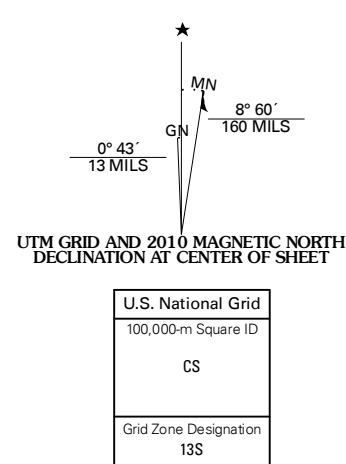 MN
8° 60´
160 MILS
GN
0° 43´
13 MILS
UTM GRID AND 2010 MAGNETIC NORTH
DECLINATION AT CENTER OF SHEET
U.S. National Grid
100,000-m Square ID
CS
Grid Zone Designation
13S